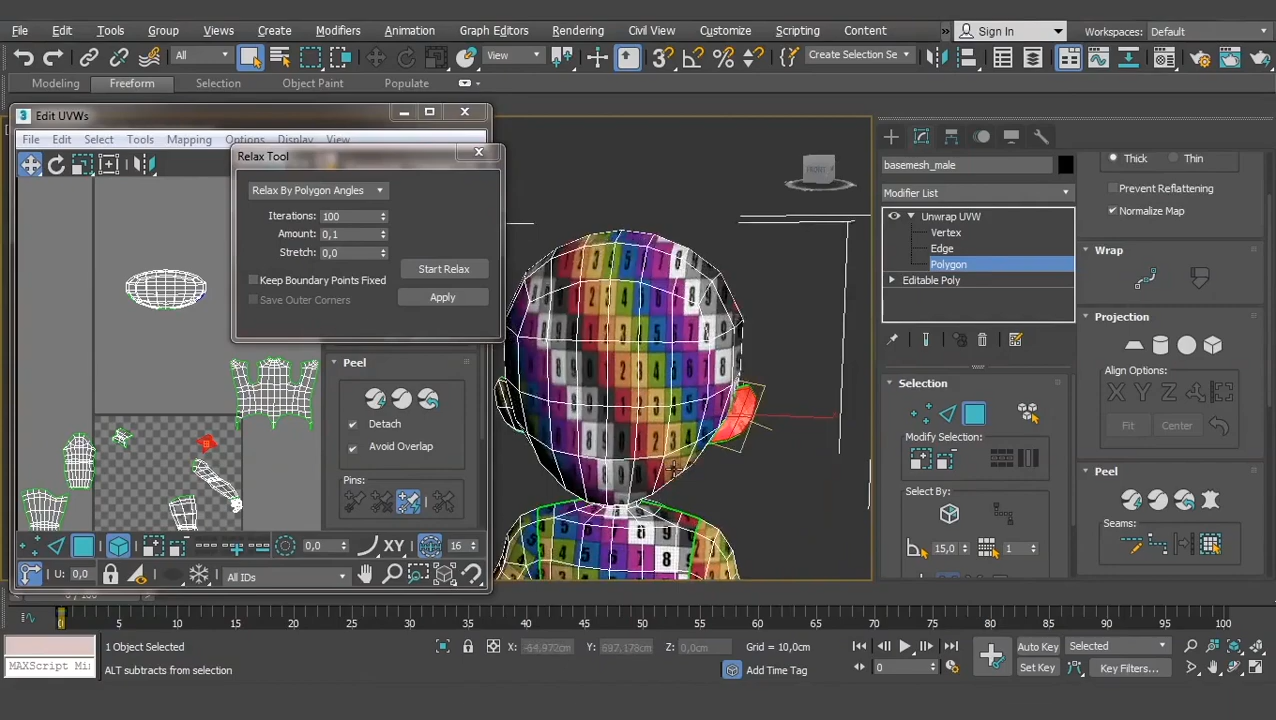 File Edit Tools Group Views Create Modifiers Animation Graph Editors Rendering Civil View Customize Scripting Content Sign In Workspaces: Default
All View Create Selection Se
Modeling Freeform Selection Object Paint Populate
3 Edit UVWs
File Edit Select Tools Mapping Options Display View
Relax Tool
Relax By Polygon Angles
Iterations: 100
Amount: 0,1
Stretch: 0,0
Start Relax
Keep Boundary Points Fixed
Apply
Save Outer Corners
Peel
Detach
Avoid Overlap
Pins:
0,0 XY 16
U: 0,0 All IDs
FRONT
basemesh_male
Modifier List
Unwrap UVW
Vertex
Edge
Polygon
Editable Poly
Selection
Modify Selection:
Select By:
15,0 1
Thick Thin
Prevent Reflattening
Normalize Map
Wrap
Projection
Align Options:
X Y Z
Fit Center
Peel
Seams:
0 / 100
0 5 10 15 20 25 30 35 40 45 50 55 60 65 70 75 80 85 90 95 100
1 Object Selected
X: -64,972cm Y: 697,178cm Z: 0,0cm Grid = 10,0cm
Auto Key Selected
MAXScript Mi
ALT subtracts from selection
Add Time Tag
0
Set Key Key Filters...